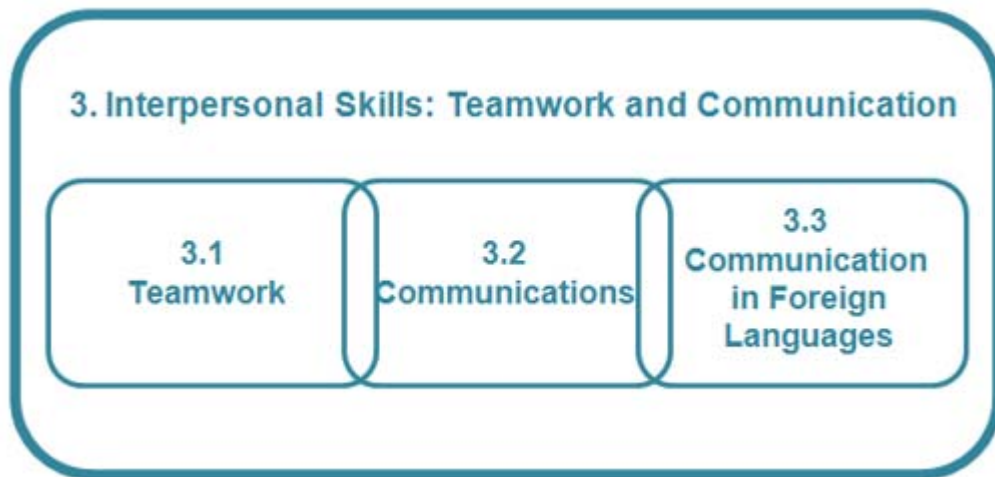 3. Interpersonal Skills: Teamwork and Communication
3.1
Teamwork
3.2
Communications
3.3
Communication
in Foreign
Languages